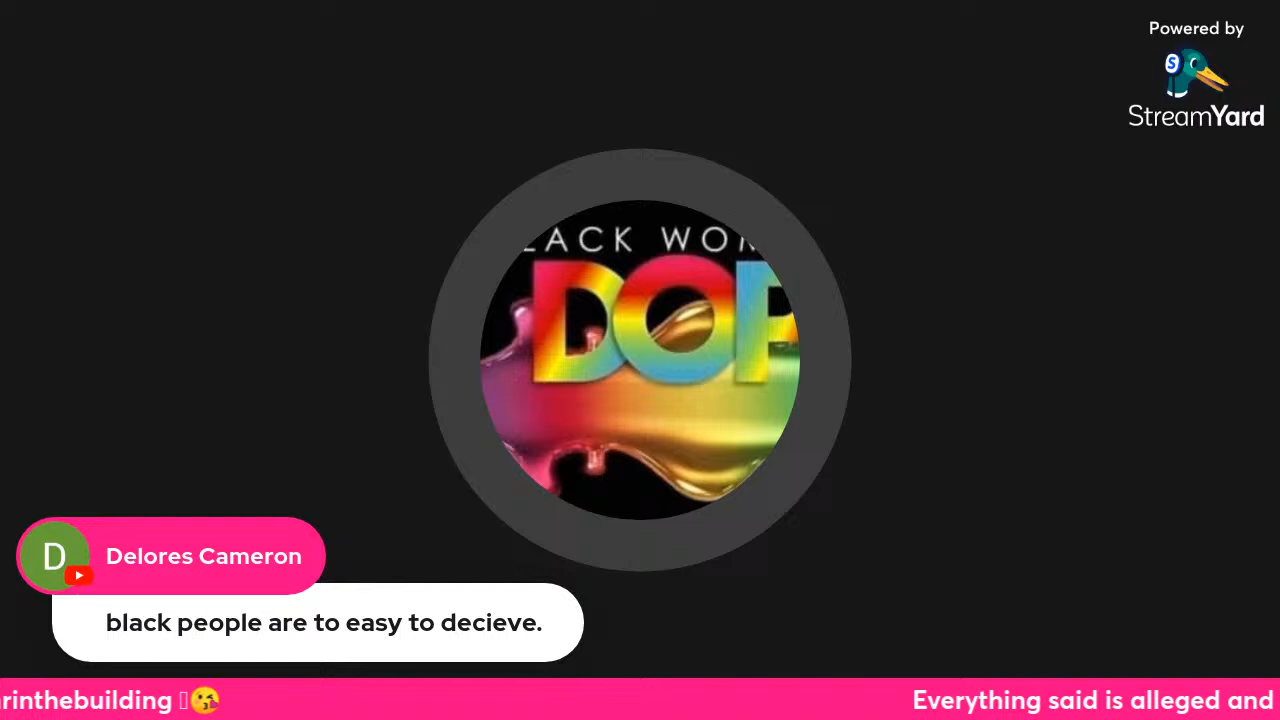 Powered by
S
StreamYard
LACK WOM
DOP
D
Delores Cameron
black people are to easy to decieve.
rinthebuilding 😘
Everything said is alleged and